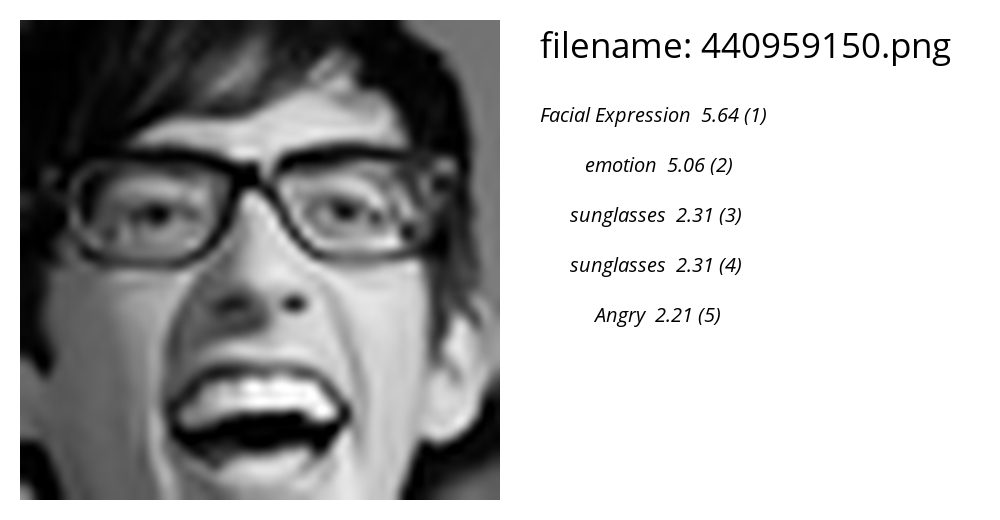 filename: 440959150.png
Facial Expression 5.64 (1)
emotion 5.06 (2)
sunglasses 2.31 (3)
sunglasses 2.31 (4)
Angry 2.21 (5)